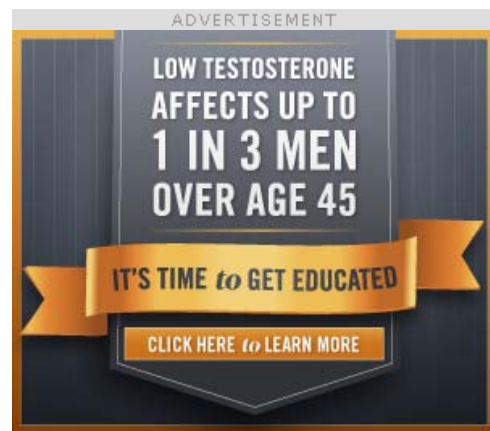 ADVERTISEMENT
LOW TESTOSTERONE
AFFECTS UP TO
1 IN 3 MEN
OVER AGE 45
IT'S TIME to GET EDUCATED
CLICK HERE to LEARN MORE